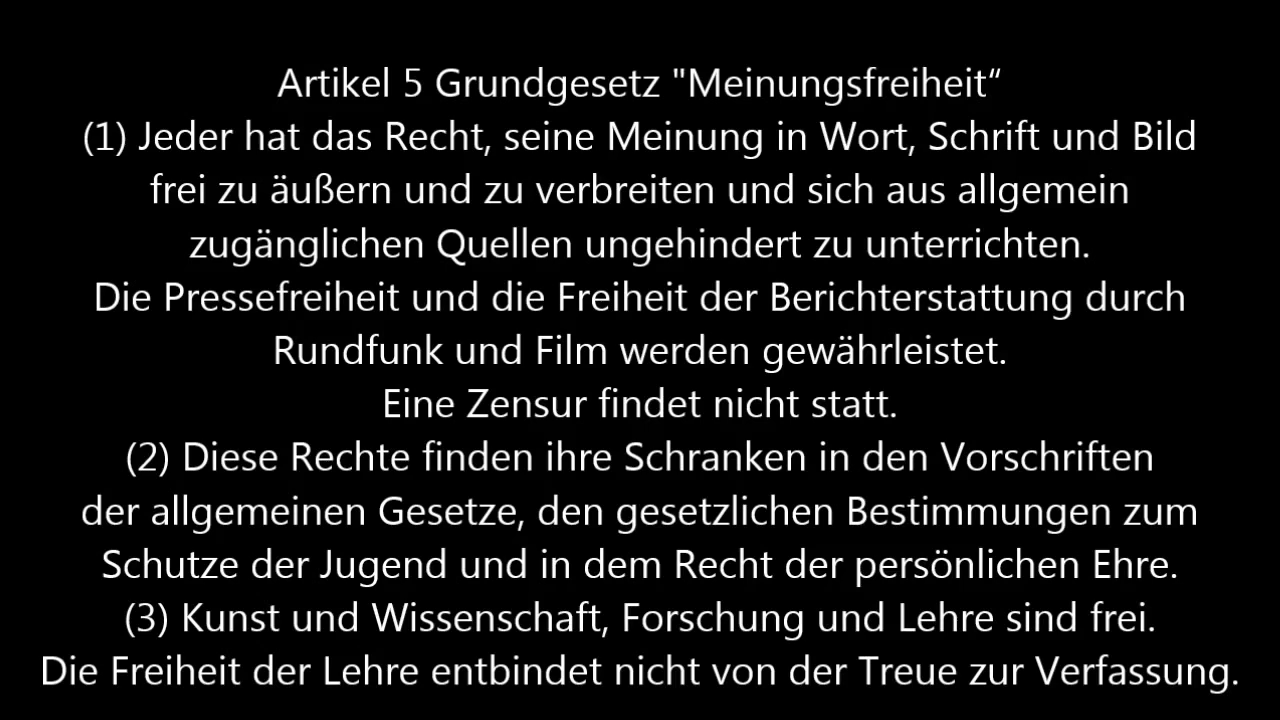 Artikel 5 Grundgesetz "Meinungsfreiheit“
(1) Jeder hat das Recht, seine Meinung in Wort, Schrift und Bild
frei zu äußern und zu verbreiten und sich aus allgemein
zugänglichen Quellen ungehindert zu unterrichten.
Die Pressefreiheit und die Freiheit der Berichterstattung durch
Rundfunk und Film werden gewährleistet.
Eine Zensur findet nicht statt.
(2) Diese Rechte finden ihre Schranken in den Vorschriften
der allgemeinen Gesetze, den gesetzlichen Bestimmungen zum
Schutze der Jugend und in dem Recht der persönlichen Ehre.
(3) Kunst und Wissenschaft, Forschung und Lehre sind frei.
Die Freiheit der Lehre entbindet nicht von der Treue zur Verfassung.